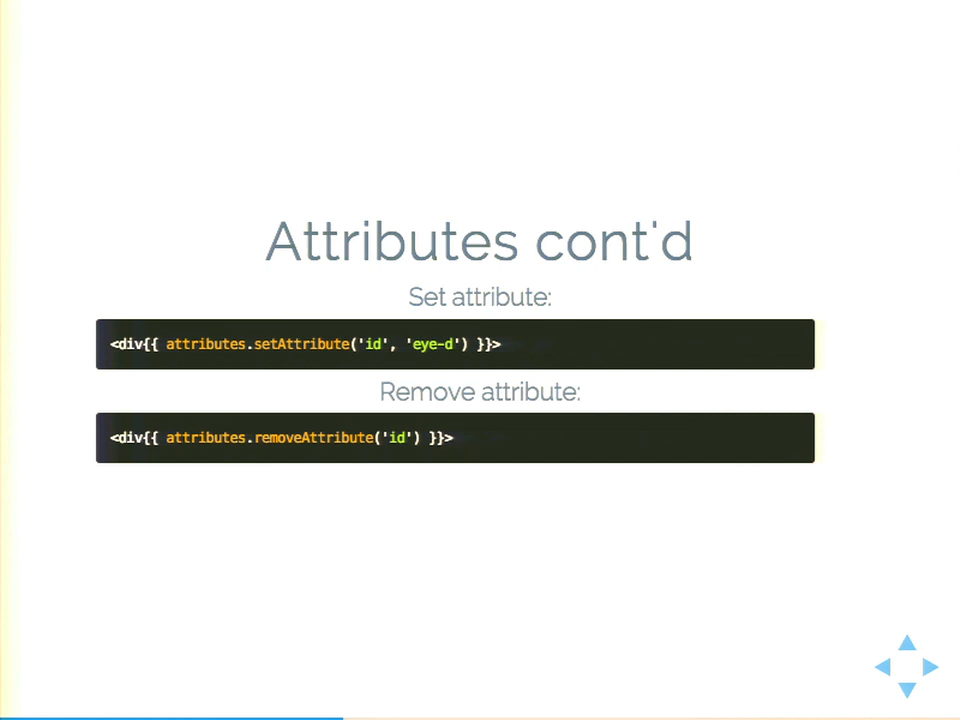 Attributes cont'd
Set attribute:
<div{{ attributes.setAttribute('id', 'eye-d') }}>
Remove attribute:
<div{{ attributes.removeAttribute('id') }}>